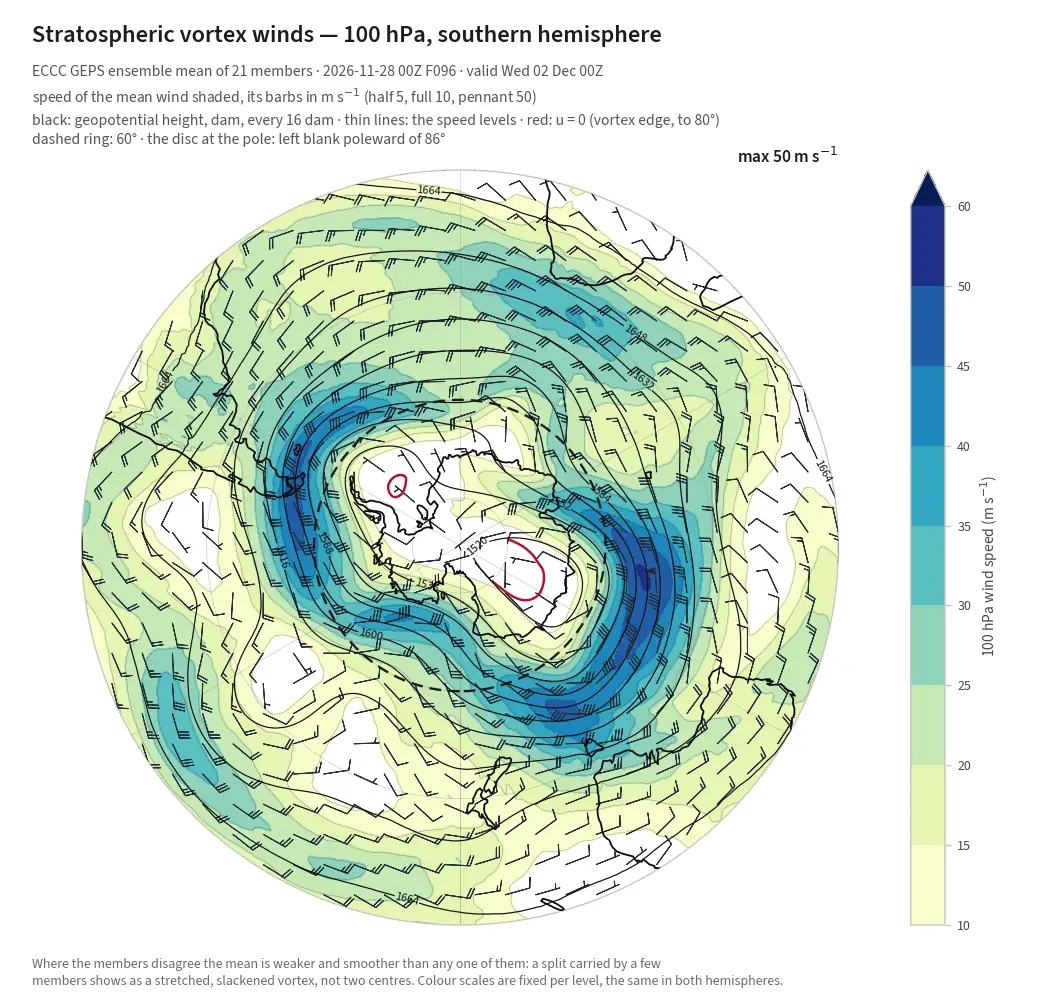 Stratospheric vortex winds — 100 hPa, southern hemisphere
ECCC GEPS ensemble mean of 21 members · 2026-11-28 00Z F096 · valid Wed 02 Dec 00Z
speed of the mean wind shaded, its barbs in m s⁻¹ (half 5, full 10, pennant 50)
black: geopotential height, dam, every 16 dam · thin lines: the speed levels · red: u = 0 (vortex edge, to 80°)
dashed ring: 60° · the disc at the pole: left blank poleward of 86°
max 50 m s⁻¹
1664
60
50
45
40
35
30
25
20
15
10
100 hPa wind speed (m s⁻¹)
1648
1632
1664
1664
1568
1520
1600
1664
Where the members disagree the mean is weaker and smoother than any one of them: a split carried by a few
members shows as a stretched, slackened vortex, not two centres. Colour scales are fixed per level, the same in both hemispheres.